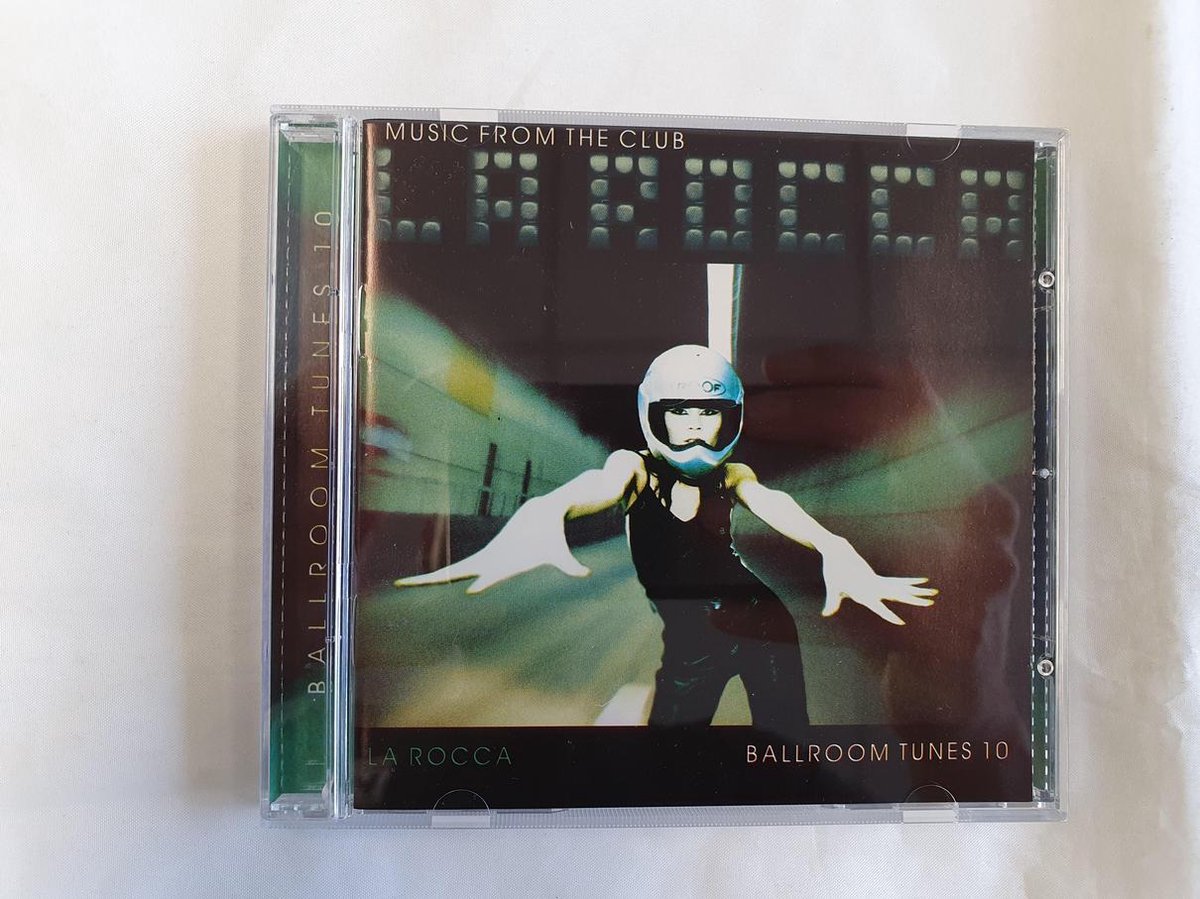 MUSIC FROM THE CLUB
LA ROCCA
BALLROOM TUNES 10
LA ROCCA
BALLROOM TUNES 10